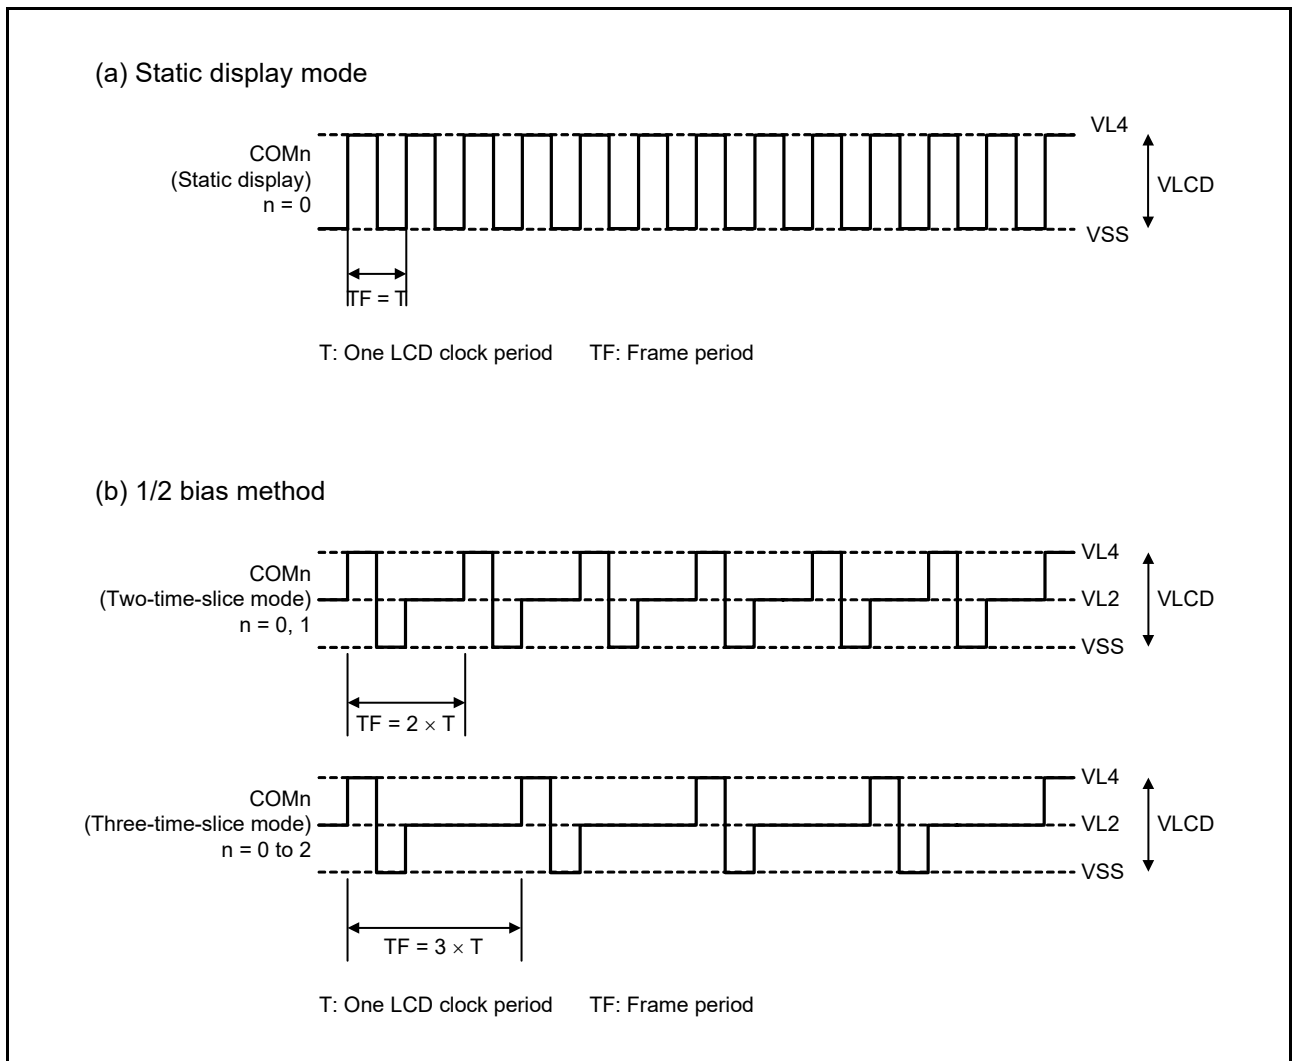 (a) Static display mode
VL4
COMn
(Static display)
n = 0
VLCD
VSS
TF = T
T: One LCD clock period TF: Frame period
(b) 1/2 bias method
VL4
COMn
(Two-time-slice mode)
n = 0, 1
VL2
VLCD
VSS
TF = 2 × T
VL4
COMn
(Three-time-slice mode)
n = 0 to 2
VL2
VLCD
VSS
TF = 3 × T
T: One LCD clock period TF: Frame period